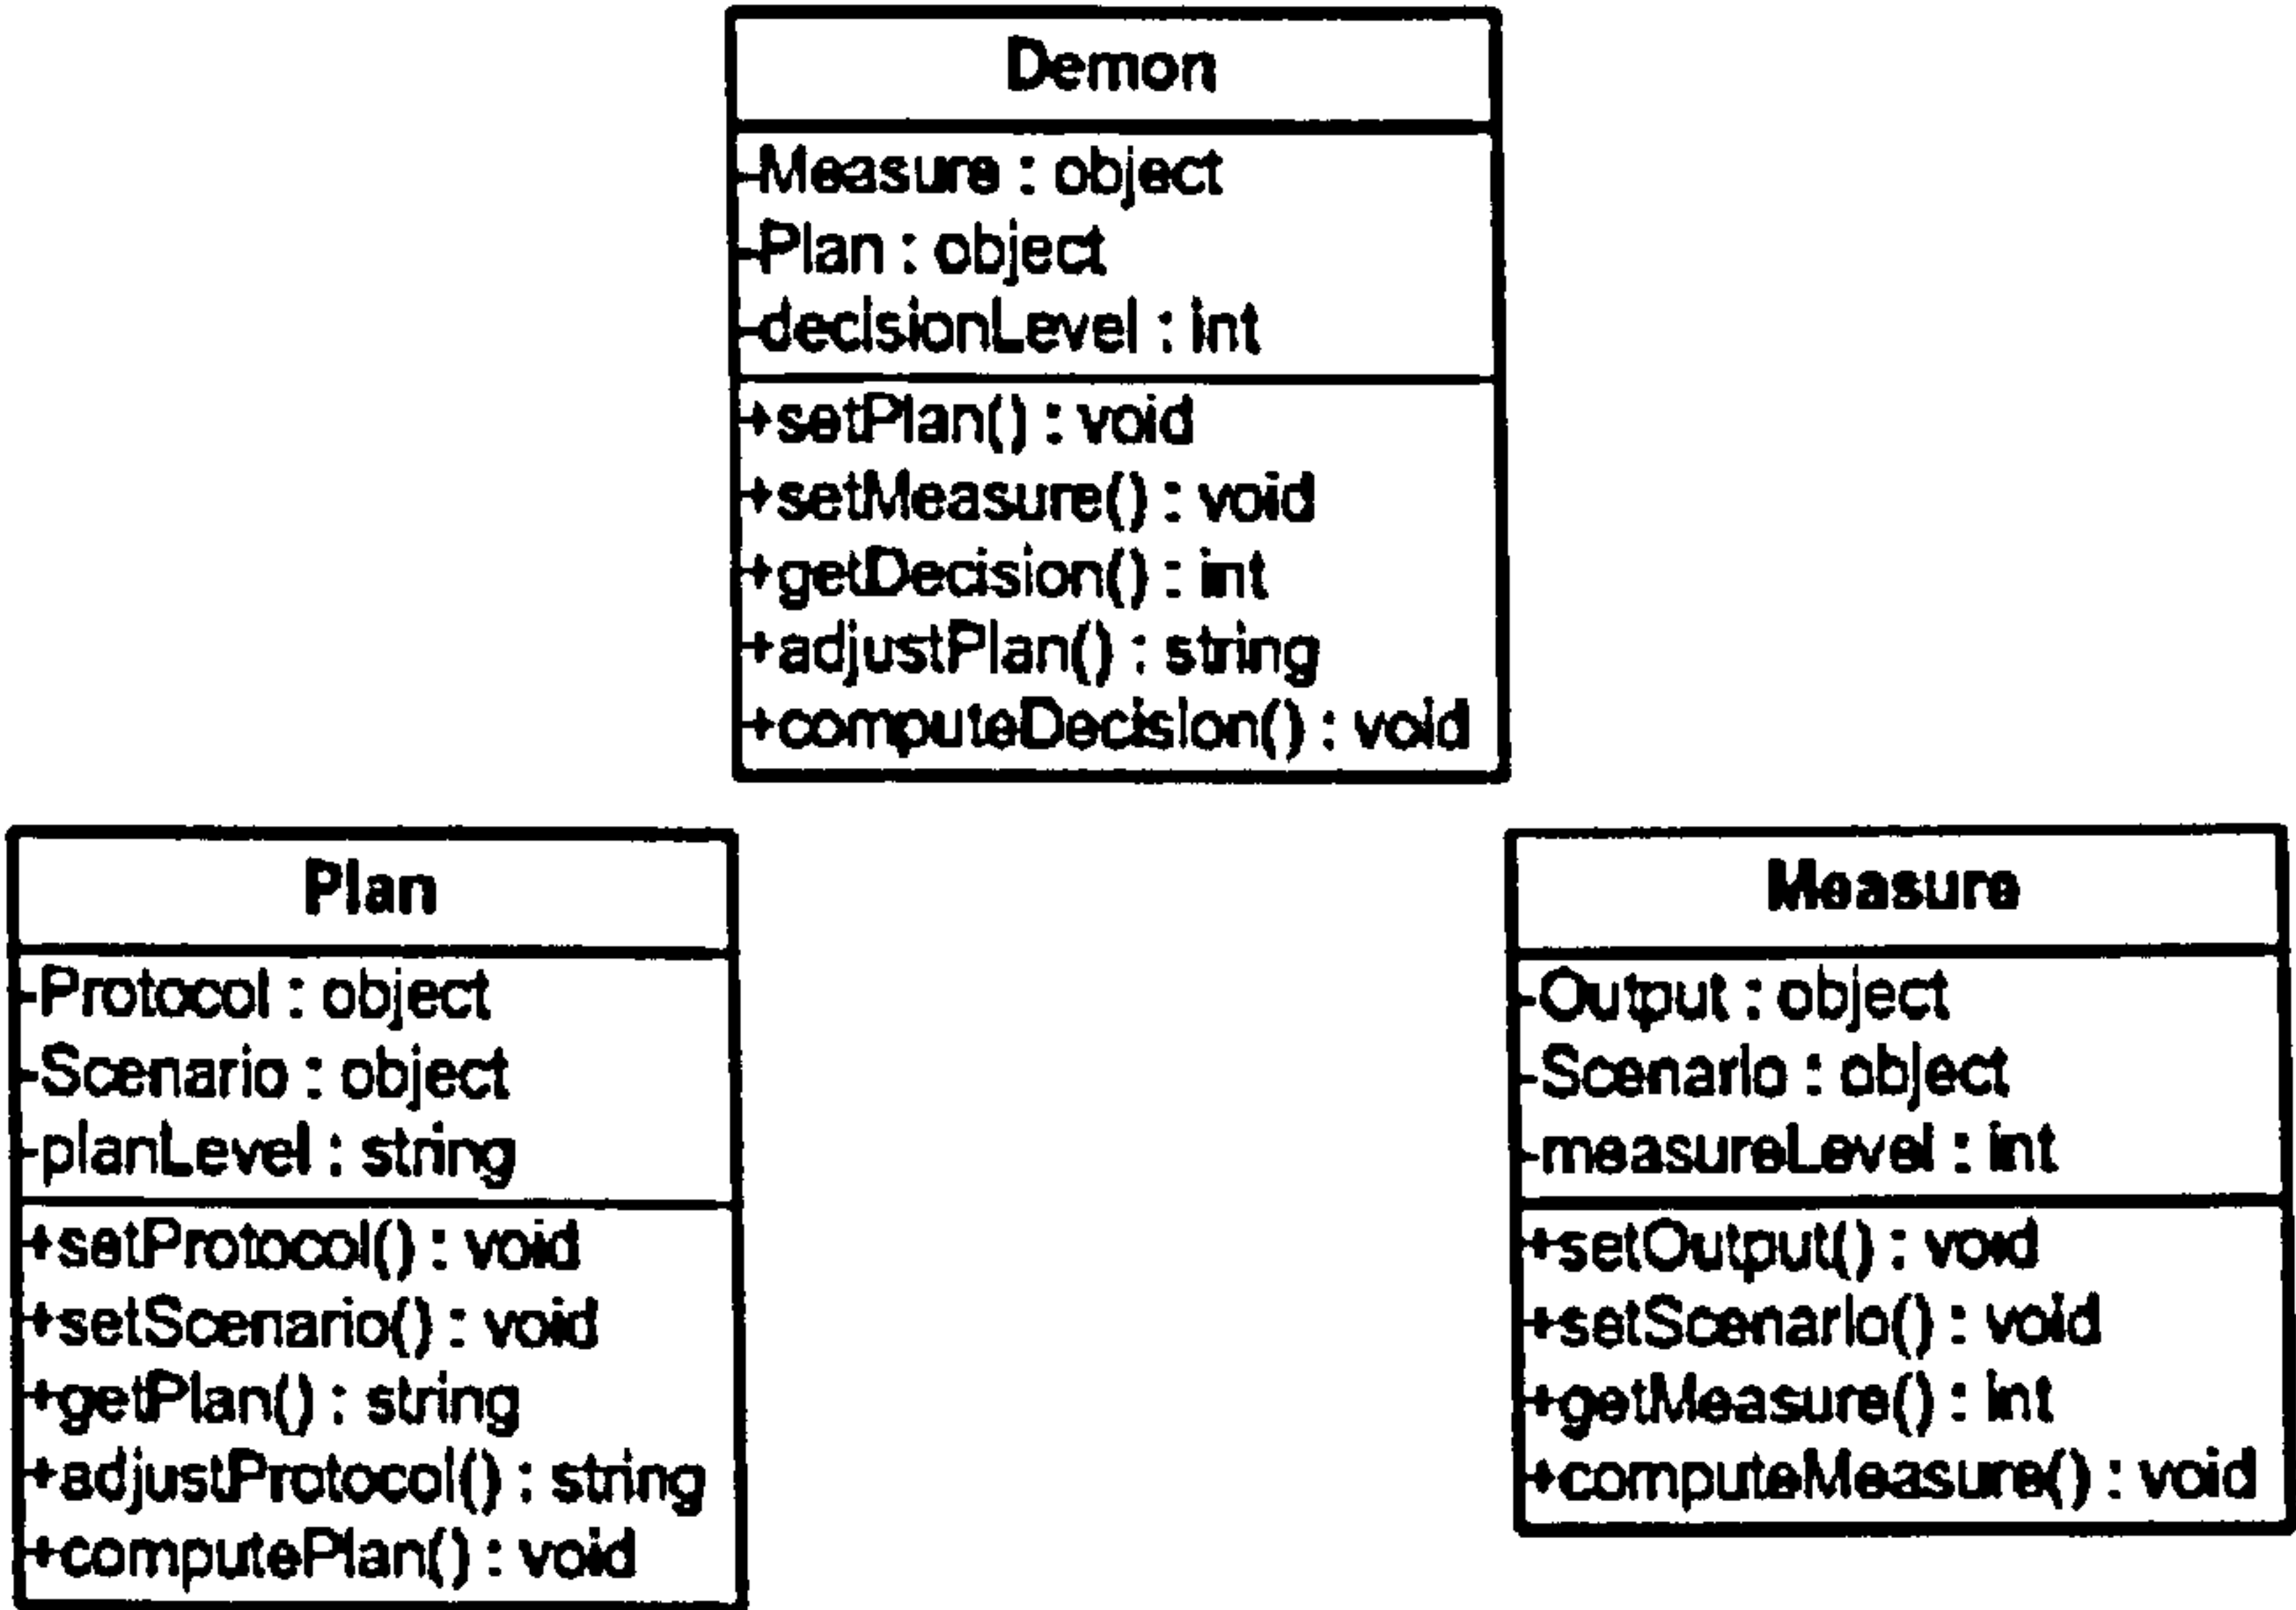 Demon
-Measure : object
-Plan : object
-decisionLevel : int
+setPlan() : void
+setMeasure() : void
+getDecision() : int
+adjustPlan() : string
+computeDecision() : void
Plan
-Protocol : object
-Scenario : object
-planLevel : string
+setProtocol() : void
+setScenario() : void
+getPlan() : string
+adjustProtocol() : string
+computePlan() : void
Measure
-Output : object
-Scenario : object
-measureLevel : int
+setOutput() : void
+setScenario() : void
+getMeasure() : int
+computeMeasure() : void